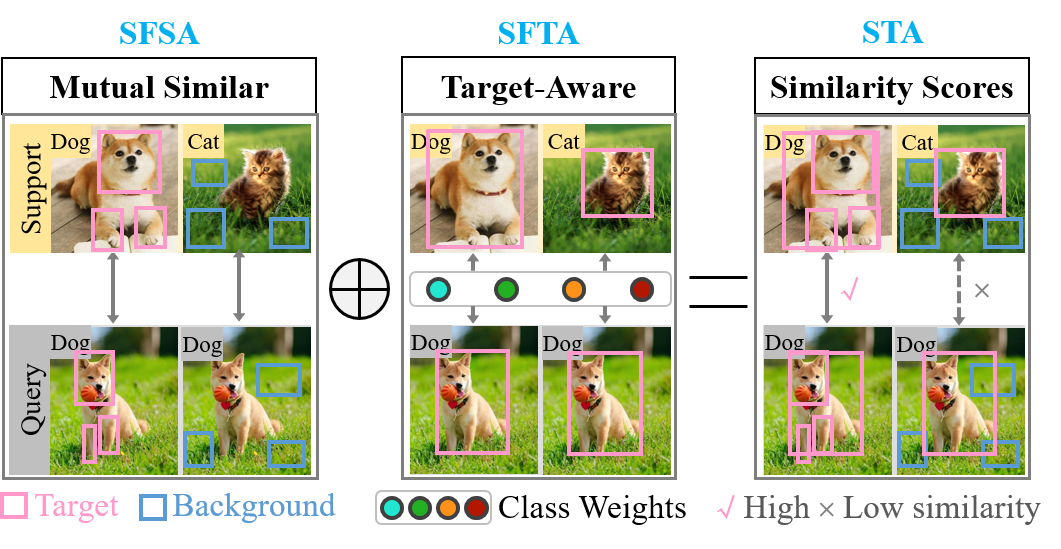 SFSA SFTA STA
Mutual Similar Target-Aware Similarity Scores
Support Dog Cat Dog Cat Dog Cat
√ ×
Query Dog Dog Dog Dog Dog Dog
Target Background Class Weights √ High × Low similarity